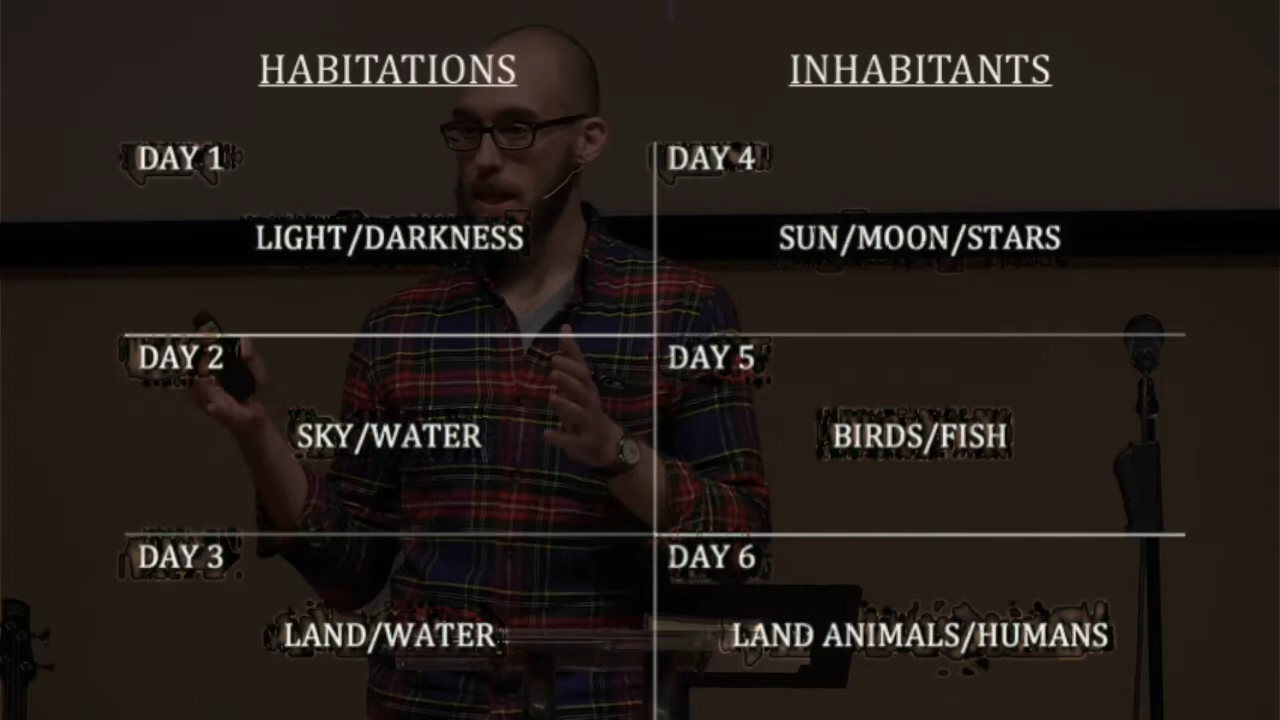 HABITATIONS
INHABITANTS
DAY 1
DAY 4
LIGHT/DARKNESS
SUN/MOON/STARS
DAY 2
DAY 5
SKY/WATER
BIRDS/FISH
DAY 3
DAY 6
LAND/WATER
LAND ANIMALS/HUMANS